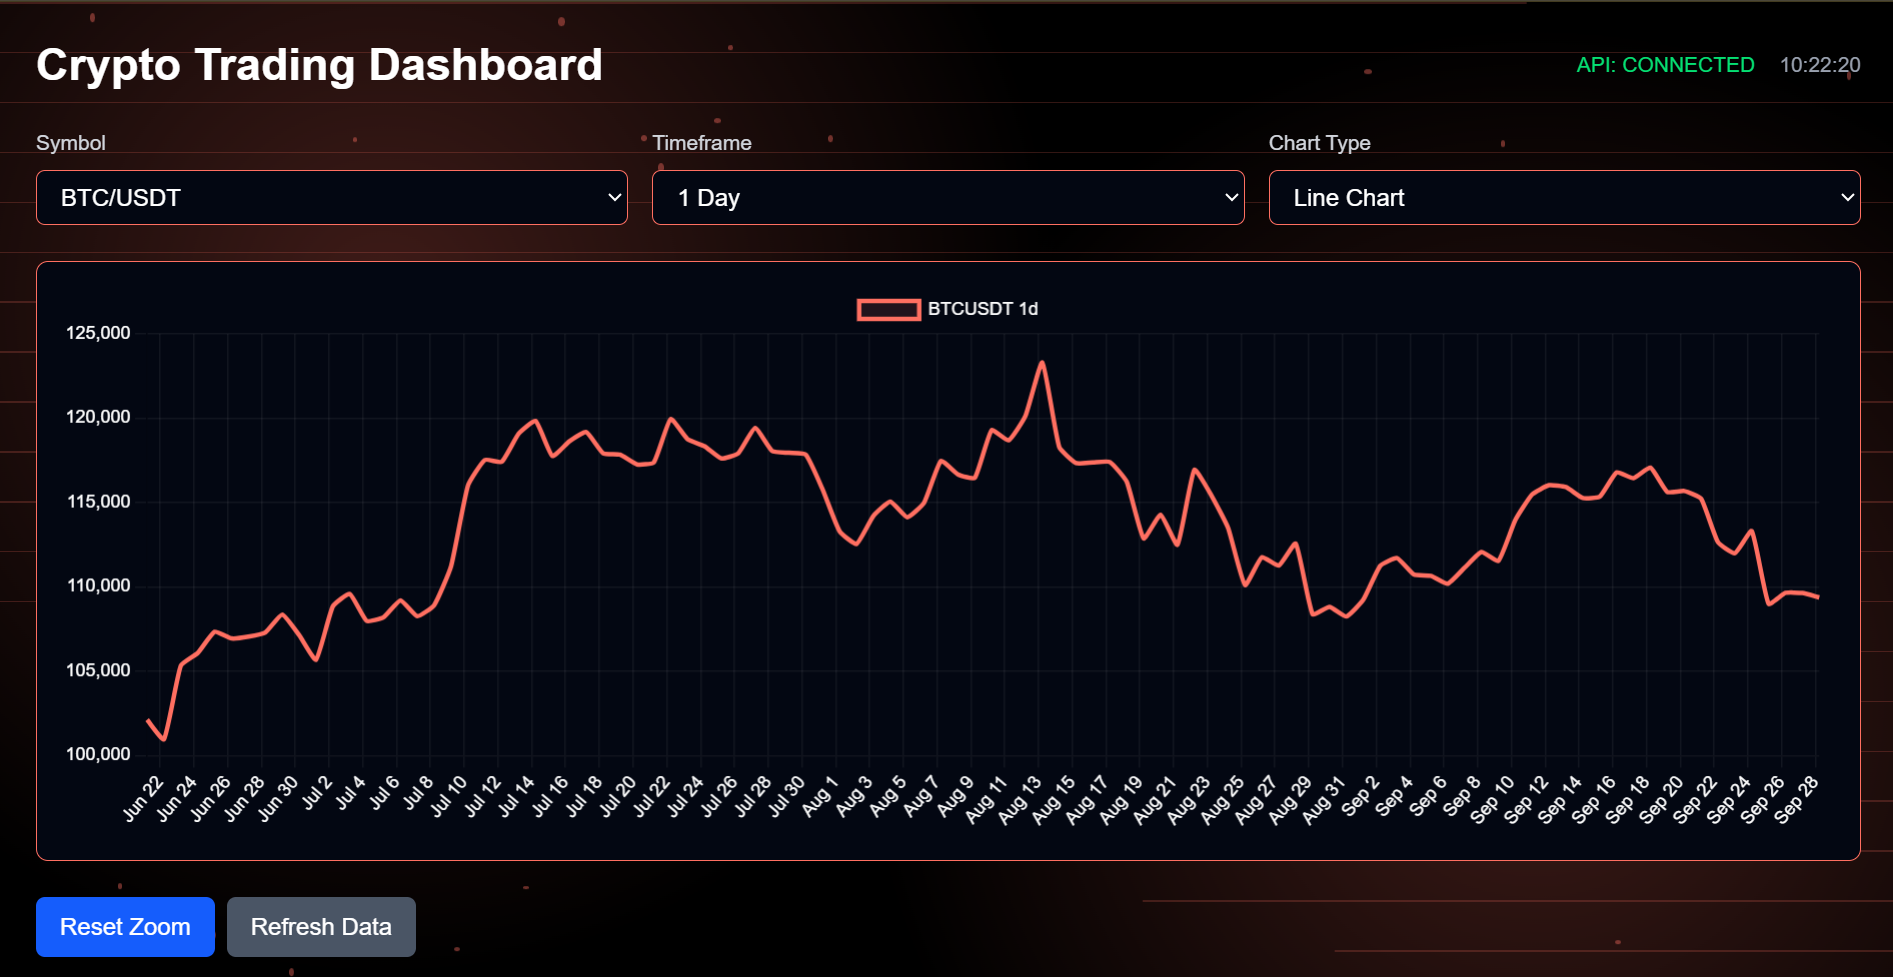 Crypto Trading Dashboard
API: CONNECTED 10:22:20
Symbol
Timeframe
Chart Type
BTC/USDT
1 Day
Line Chart
BTCUSDT 1d
125,000
120,000
115,000
110,000
105,000
100,000
Jun 22
Jun 24
Jun 26
Jun 28
Jun 30
Jul 2
Jul 4
Jul 6
Jul 8
Jul 10
Jul 12
Jul 14
Jul 16
Jul 18
Jul 20
Jul 22
Jul 24
Jul 26
Jul 28
Jul 30
Aug 1
Aug 3
Aug 5
Aug 7
Aug 9
Aug 11
Aug 13
Aug 15
Aug 17
Aug 19
Aug 21
Aug 23
Aug 25
Aug 27
Aug 29
Aug 31
Sep 2
Sep 4
Sep 6
Sep 8
Sep 10
Sep 12
Sep 14
Sep 16
Sep 18
Sep 20
Sep 22
Sep 24
Sep 26
Sep 28
Reset Zoom
Refresh Data